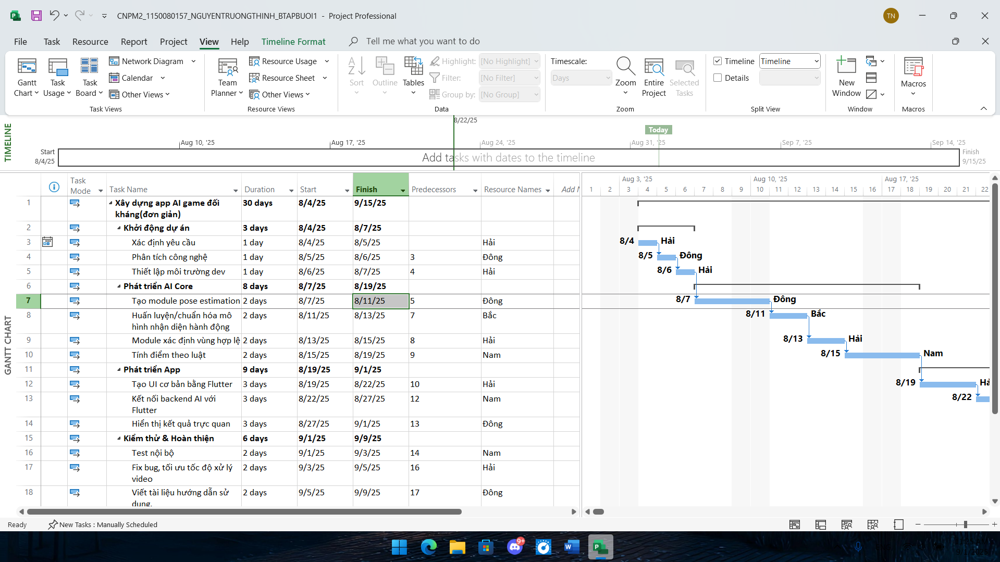 CNPM2_1150080157_NGUYENTRUONGTHINH_BTAPBUOI1 - Project Professional
TN
File Task Resource Report Project View Help Timeline Format Tell me what you want to do
Gantt Chart
Task Usage
Task Board
Network Diagram
Calendar
Other Views
Task Views
Team Planner
Resource Usage
Resource Sheet
Other Views
Resource Views
Sort
Outline
Tables
Highlight: [No Highlight]
Filter: [No Filter]
Group by: [No Group]
Data
Timescale:
Days
Zoom
Entire Project
Selected Tasks
Zoom
Timeline Timeline
Details
Split View
New Window
Window
Macros
Macros
TIMELINE
8/22/25
Today
Aug 10, '25 Aug 17, '25 Aug 24, '25 Aug 31, '25 Sep 7, '25 Sep 14, '25
Start
8/4/25
Add tasks with dates to the timeline
Finish
9/15/25
GANTT CHART
Task Mode Task Name Duration Start Finish Predecessors Resource Names Add N
1 Xây dựng app AI game đối kháng(đơn giản) 30 days 8/4/25 9/15/25
2 Khởi động dự án 3 days 8/4/25 8/7/25
3 Xác định yêu cầu 1 day 8/4/25 8/5/25 Hải
4 Phân tích công nghệ 1 day 8/5/25 8/6/25 3 Đông
5 Thiết lập môi trường dev 1 day 8/6/25 8/7/25 4 Hải
6 Phát triển AI Core 8 days 8/7/25 8/19/25
7 Tạo module pose estimation 2 days 8/7/25 8/11/25 5 Đông
8 Huấn luyện/chuẩn hóa mô hình nhận diện hành động 2 days 8/11/25 8/13/25 7 Bắc
9 Module xác định vùng hợp lệ 2 days 8/13/25 8/15/25 8 Hải
10 Tính điểm theo luật 2 days 8/15/25 8/19/25 9 Nam
11 Phát triển App 9 days 8/19/25 9/1/25
12 Tạo UI cơ bản bằng Flutter 3 days 8/19/25 8/22/25 10 Hải
13 Kết nối backend AI với Flutter 3 days 8/22/25 8/27/25 12 Nam
14 Hiển thị kết quả trực quan 3 days 8/27/25 9/1/25 13 Đông
15 Kiểm thử & Hoàn thiện 6 days 9/1/25 9/9/25
16 Test nội bộ 2 days 9/1/25 9/3/25 14 Nam
17 Fix bug, tối ưu tốc độ xử lý video 2 days 9/3/25 9/5/25 16 Hải
18 Viết tài liệu hướng dẫn sử dụng, 2 days 9/5/25 9/9/25 17 Đông
Aug 3, '25 Aug 10, '25 Aug 17, '25
1 2 3 4 5 6 7 8 9 10 11 12 13 14 15 16 17 18 19 20 21 22
8/4 Hải
8/5 Đông
8/6 Hải
8/7 Đông
8/11 Bắc
8/13 Hải
8/15 Nam
8/19 Hả
8/22
Ready New Tasks : Manually Scheduled
9+